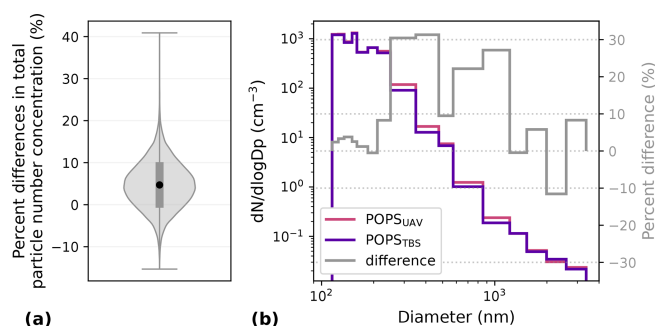 Percent differences in total
particle number concentration (%)
40
30
20
10
0
−10
(a)
dN/dlogDp (cm⁻³)
10³
10²
10¹
10⁰
10⁻¹
POPS_UAV
POPS_TBS
difference
10²
10³
Diameter (nm)
30
20
10
0
−10
−20
−30
Percent difference (%)
(b)